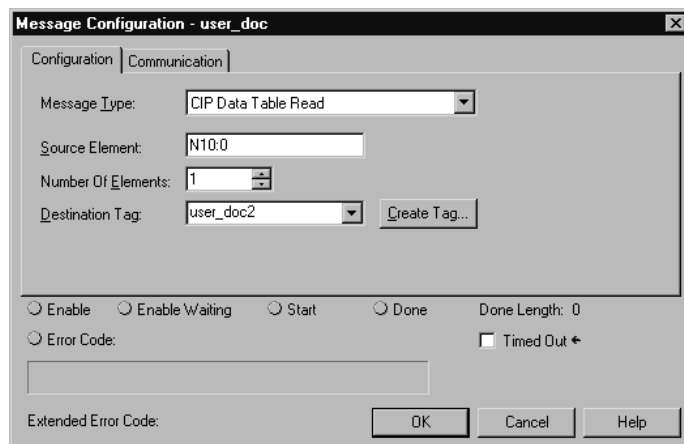 Message Configuration - user_doc
Configuration Communication
Message Type: CIP Data Table Read
Source Element: N10:0
Number Of Elements: 1
Destination Tag: user_doc2 Create Tag...
Enable Enable Waiting Start Done Done Length: 0
Error Code: Timed Out ←
Extended Error Code: OK Cancel Help